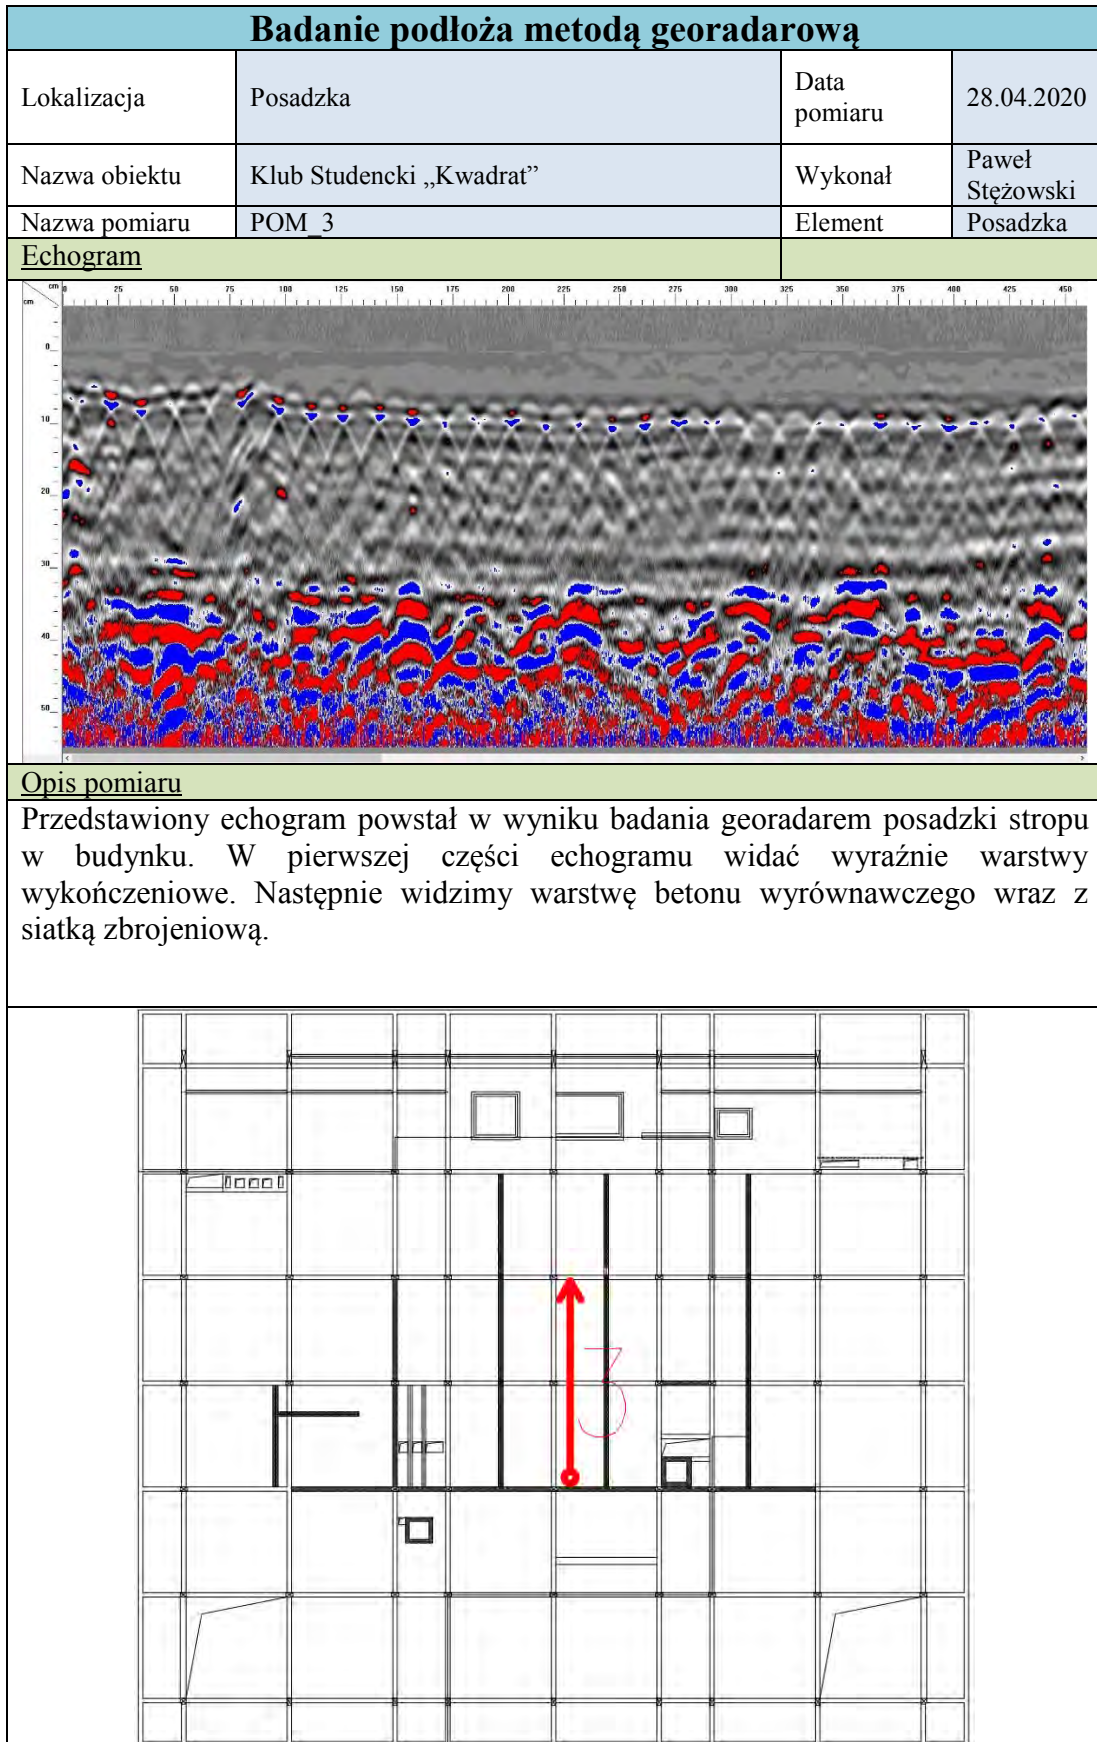 Badanie podłoża metodą georadarową
Lokalizacja Posadzka Data pomiaru 28.04.2020
Nazwa obiektu Klub Studencki „Kwadrat” Wykonał Paweł Stężowski
Nazwa pomiaru POM_3 Element Posadzka
Echogram
cm 0 25 50 75 100 125 150 175 200 225 250 275 300 325 350 375 400 425 450
cm
0
10
20
30
40
50
Opis pomiaru
Przedstawiony echogram powstał w wyniku badania georadarem posadzki stropu
w budynku. W pierwszej części echogramu widać wyraźnie warstwy
wykończeniowe. Następnie widzimy warstwę betonu wyrównawczego wraz z
siatką zbrojeniową.
3